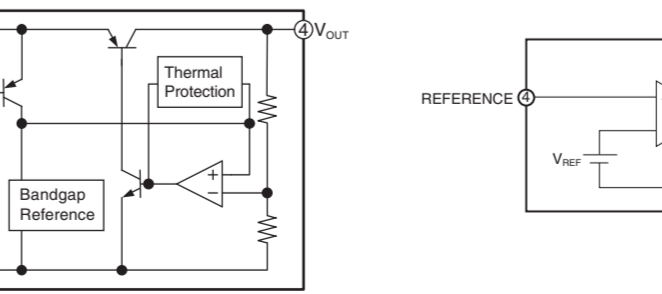 4 VOUT
Thermal
Protection
+
−
Bandgap
Reference
REFERENCE 4
VREF